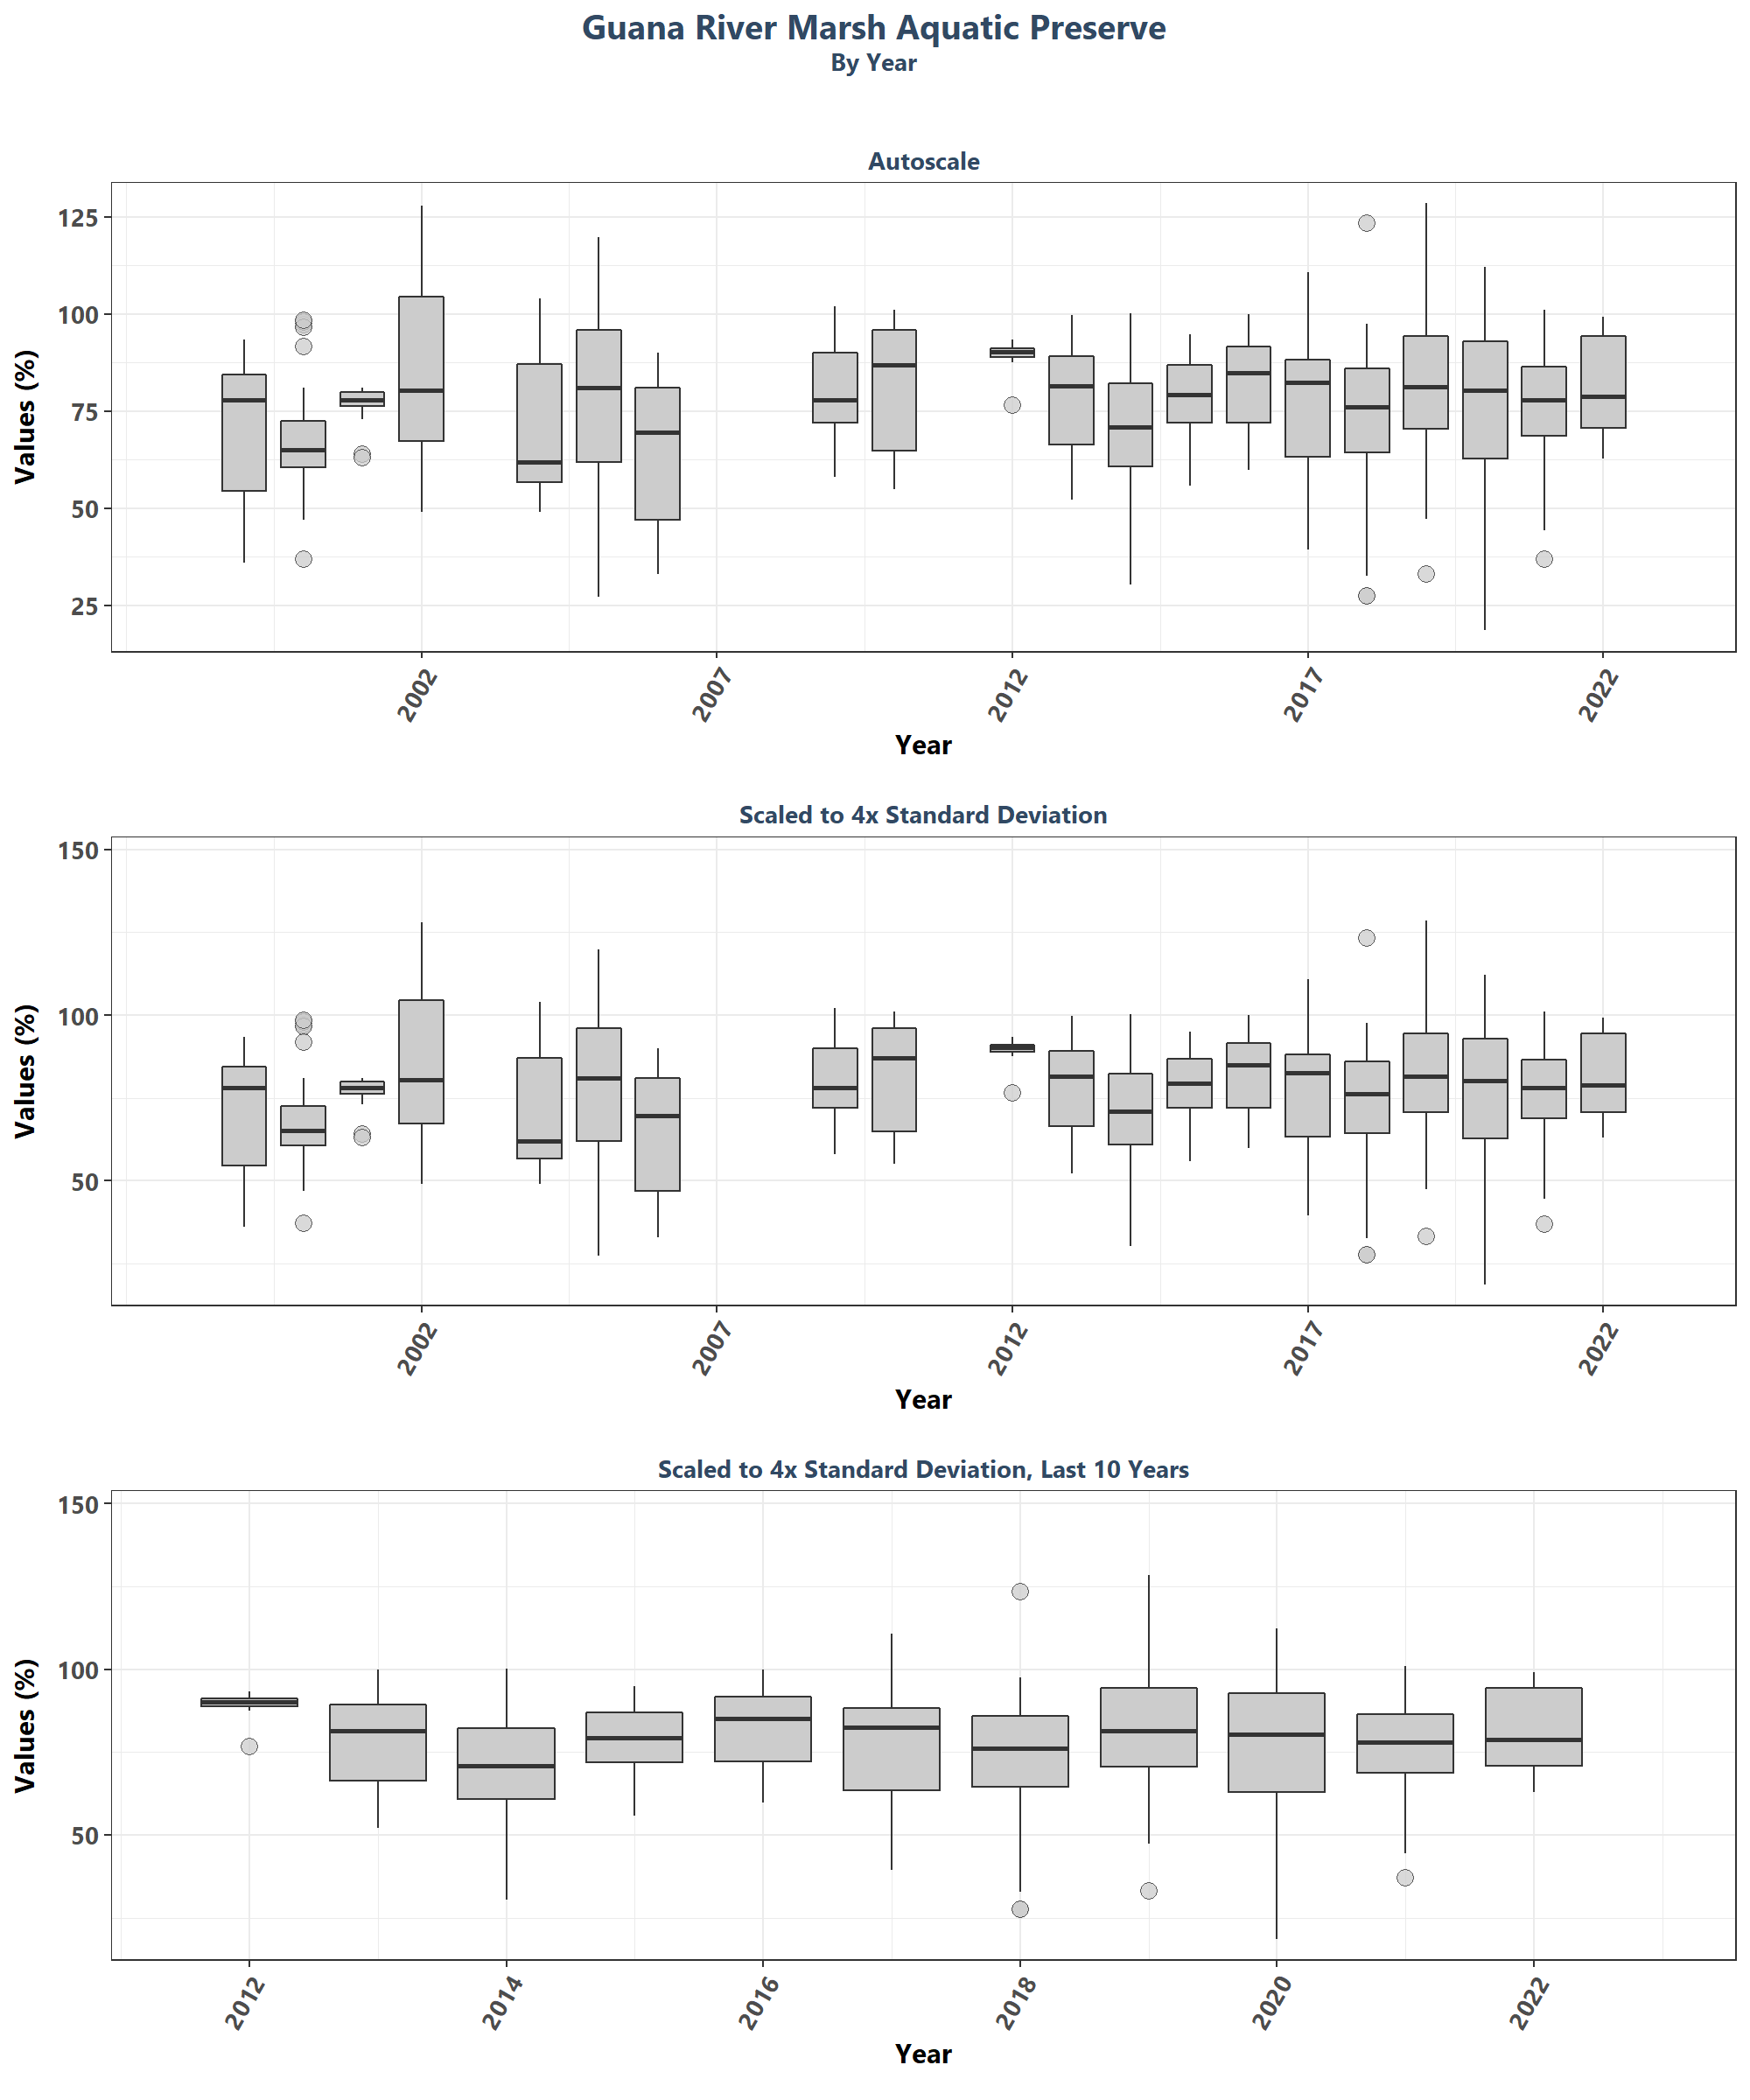 Guana River Marsh Aquatic Preserve
By Year
Autoscale
Values (%)
125
100
75
50
25
2002
2007
2012
2017
2022
Year
Scaled to 4x Standard Deviation
Values (%)
150
100
50
2002
2007
2012
2017
2022
Year
Scaled to 4x Standard Deviation, Last 10 Years
Values (%)
150
100
50
2012
2014
2016
2018
2020
2022
Year